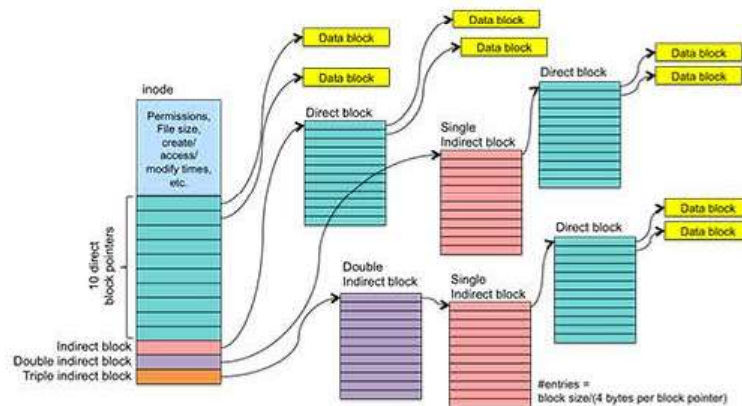 Data block
Data block
Data block
Data block
inode
Permissions,
File size,
create/
access/
modify times,
etc.
10 direct
block pointers
Indirect block
Double indirect block
Triple indirect block
Direct block
Single
Indirect block
Direct block
Data block
Data block
Double
Indirect block
Single
Indirect block
Direct block
Data block
Data block
#entries =
block size/(4 bytes per block pointer)